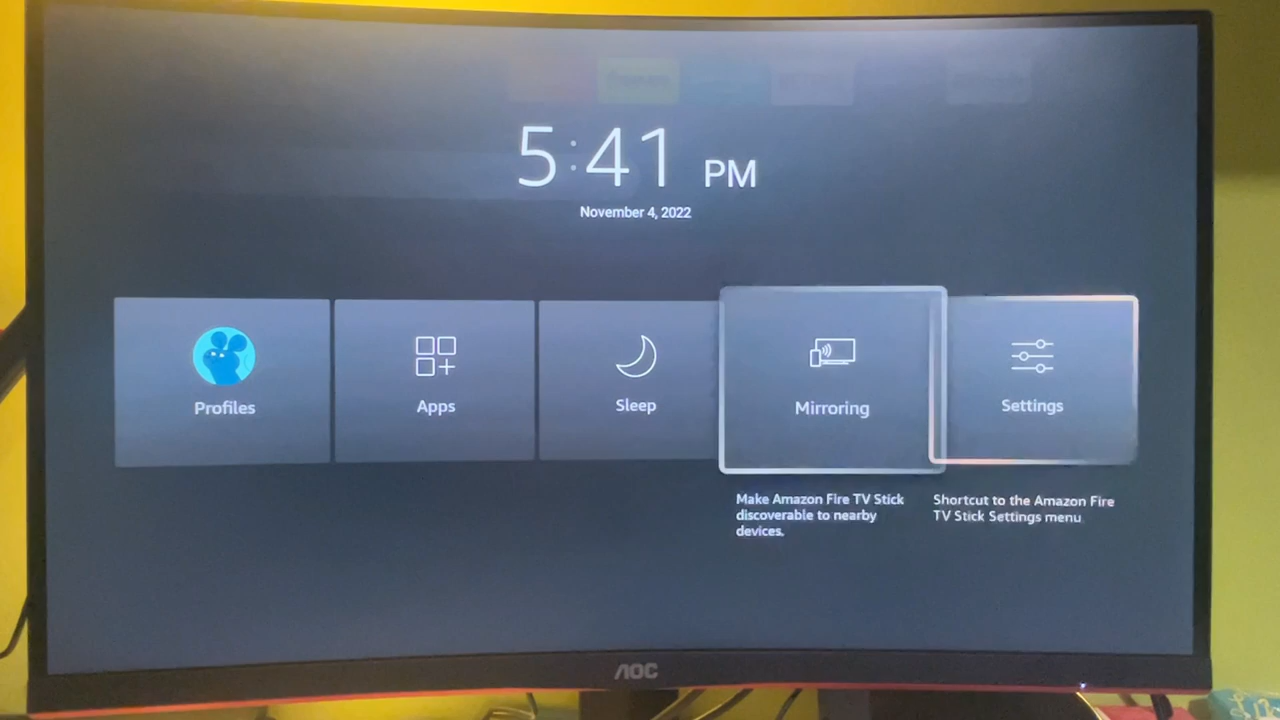 5:41 PM
November 4, 2022
Profiles
Apps
Sleep
Mirroring
Settings
Make Amazon Fire TV Stick
discoverable to nearby
devices.
Shortcut to the Amazon Fire
TV Stick Settings menu
AOC